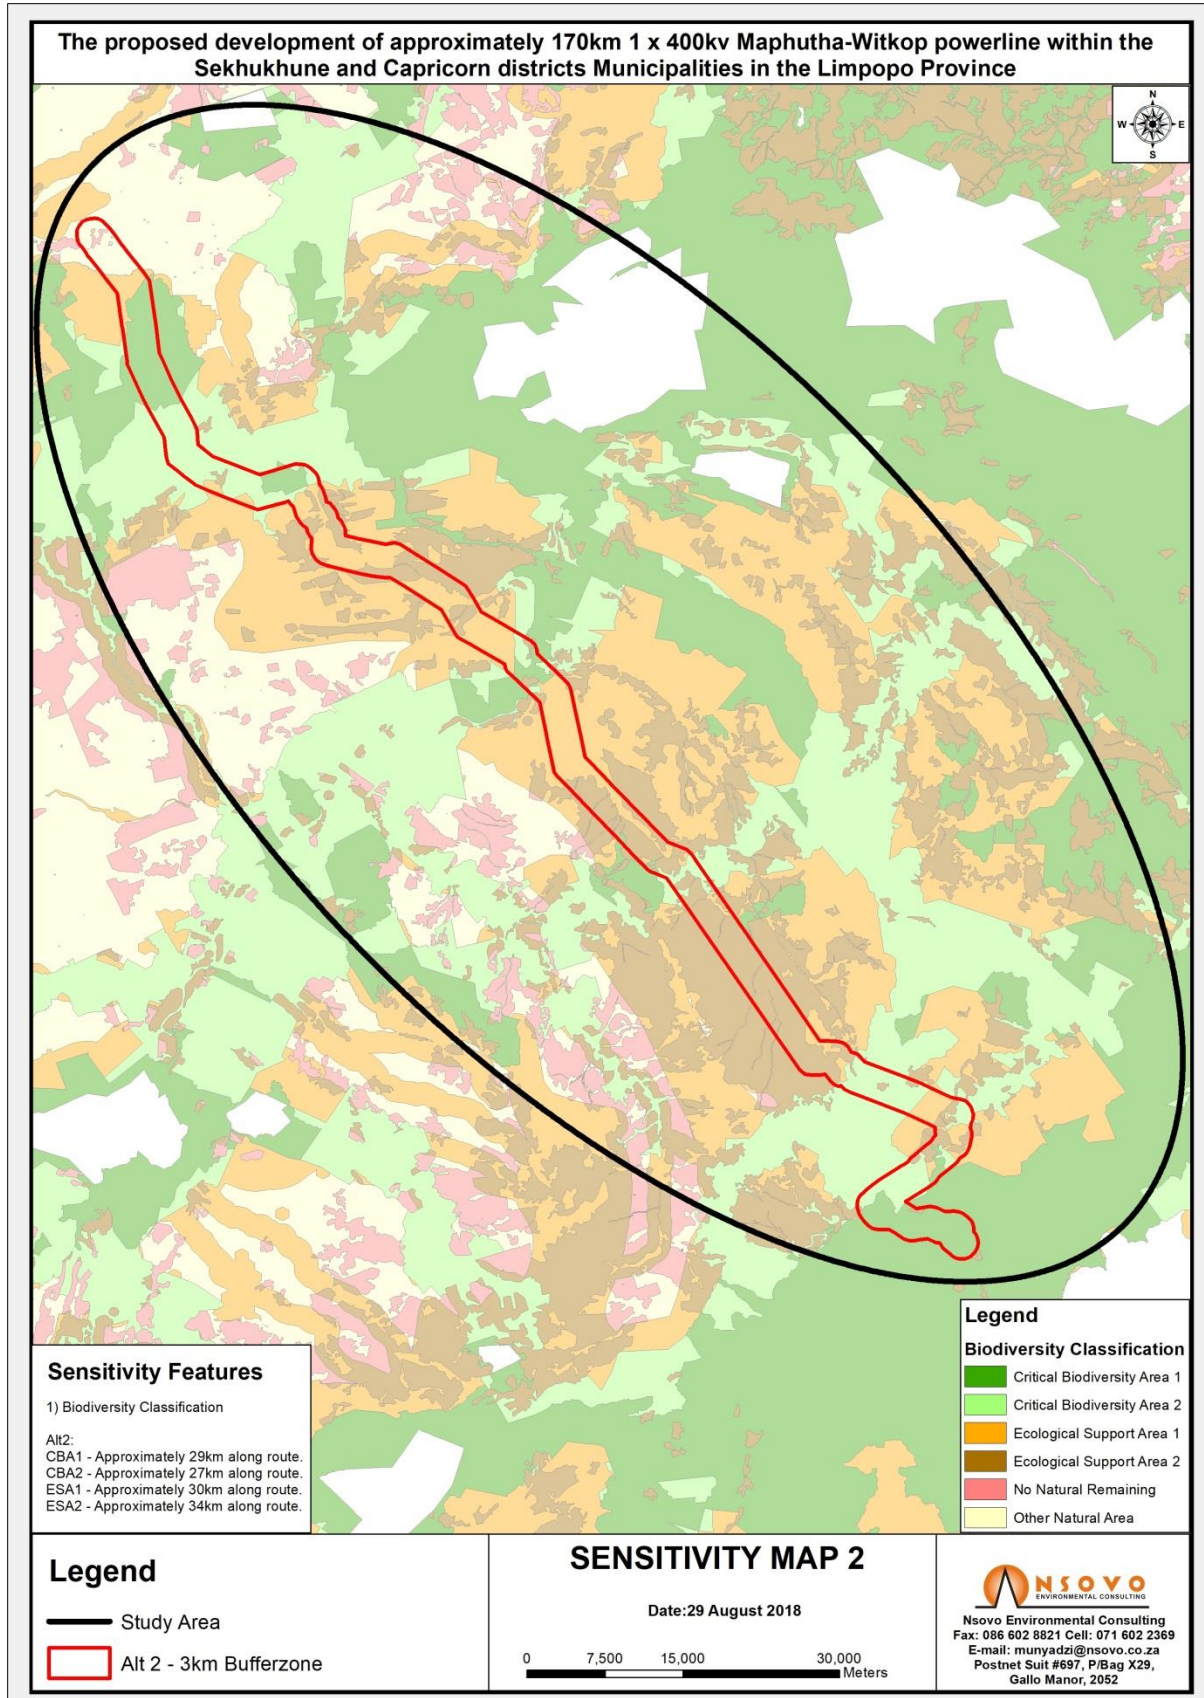 The proposed development of approximately 170km 1 x 400kv Maphutha-Witkop powerline within the
Sekhukhune and Capricorn districts Municipalities in the Limpopo Province
N
W E
S
Sensitivity Features
1) Biodiversity Classification
Alt2:
CBA1 - Approximately 29km along route.
CBA2 - Approximately 27km along route.
ESA1 - Approximately 30km along route.
ESA2 - Approximately 34km along route.
Legend
Biodiversity Classification
Critical Biodiversity Area 1
Critical Biodiversity Area 2
Ecological Support Area 1
Ecological Support Area 2
No Natural Remaining
Other Natural Area
Legend
Study Area
Alt 2 - 3km Bufferzone
SENSITIVITY MAP 2
Date:29 August 2018
0 7,500 15,000 30,000
Meters
NSOVO
ENVIRONMENTAL CONSULTING
Nsovo Environmental Consulting
Fax: 086 602 8821 Cell: 071 602 2369
E-mail: munyadzi@nsovo.co.za
Postnet Suit #697, P/Bag X29,
Gallo Manor, 2052